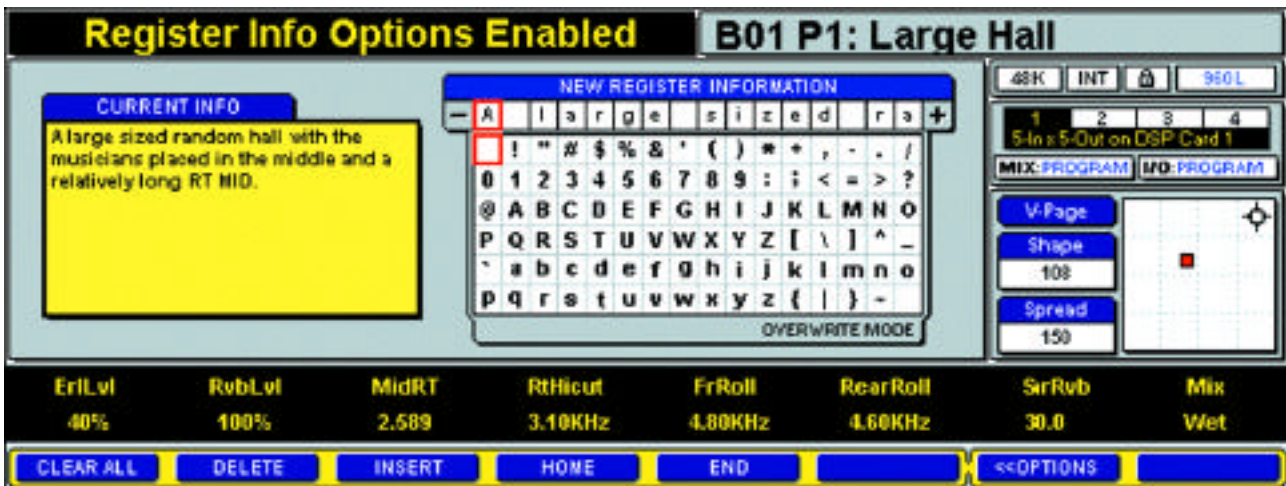 Register Info Options Enabled
B01 P1: Large Hall
CURRENT INFO
A large sized random hall with the
musicians placed in the middle and a
relatively long RT MID.
NEW REGISTER INFORMATION
- A l a r g e s i z e d r a +
! " # $ % & ' ( ) * + , - . /
0 1 2 3 4 5 6 7 8 9 : ; < = > ?
@ A B C D E F G H I J K L M N O
P Q R S T U V W X Y Z [ \ ] ^ _
` a b c d e f g h i j k l m n o
p q r s t u v w x y z { | } ~
OVERWRITE MODE
48K INT 960L
1 2 3 4
5-In x 5-Out on DSP Card 1
MIX:PROGRAM I/O:PROGRAM
V-Page
Shape
108
Spread
150
ErlLvl RvbLvl MidRT RtHicut FrRoll RearRoll SirRvb Mix
40% 100% 2.589 3.10KHz 4.80KHz 4.60KHz 30.0 Wet
CLEAR ALL DELETE INSERT HOME END <<OPTIONS